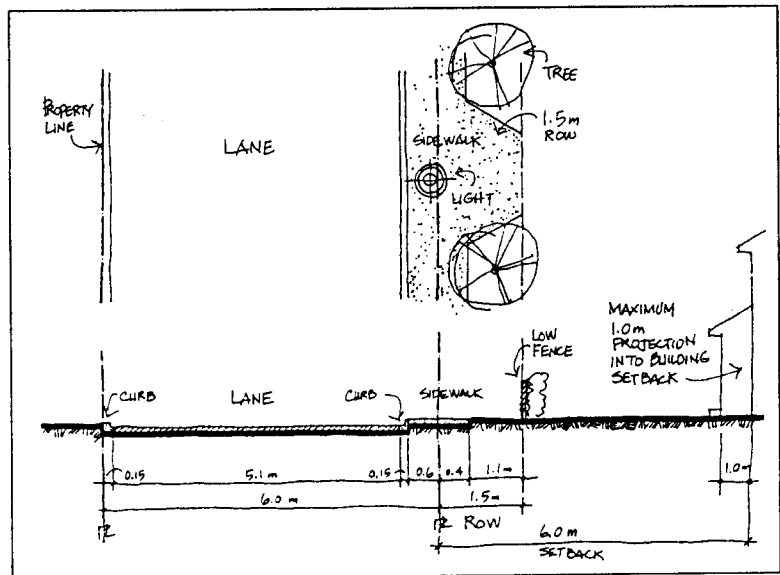 TREE
PROPERTY
LINE
LANE
SIDEWALK
1.5m
ROW
LIGHT
MAXIMUM
1.0m
PROJECTION
INTO BUILDING
SETBACK
LOW
FENCE
CURB
LANE
CURB
SIDEWALK
0.15
5.1m
0.15
0.6
0.4
1.1m
1.0m
6.0 m
1.5m
ROW
6.0m
SETBACK